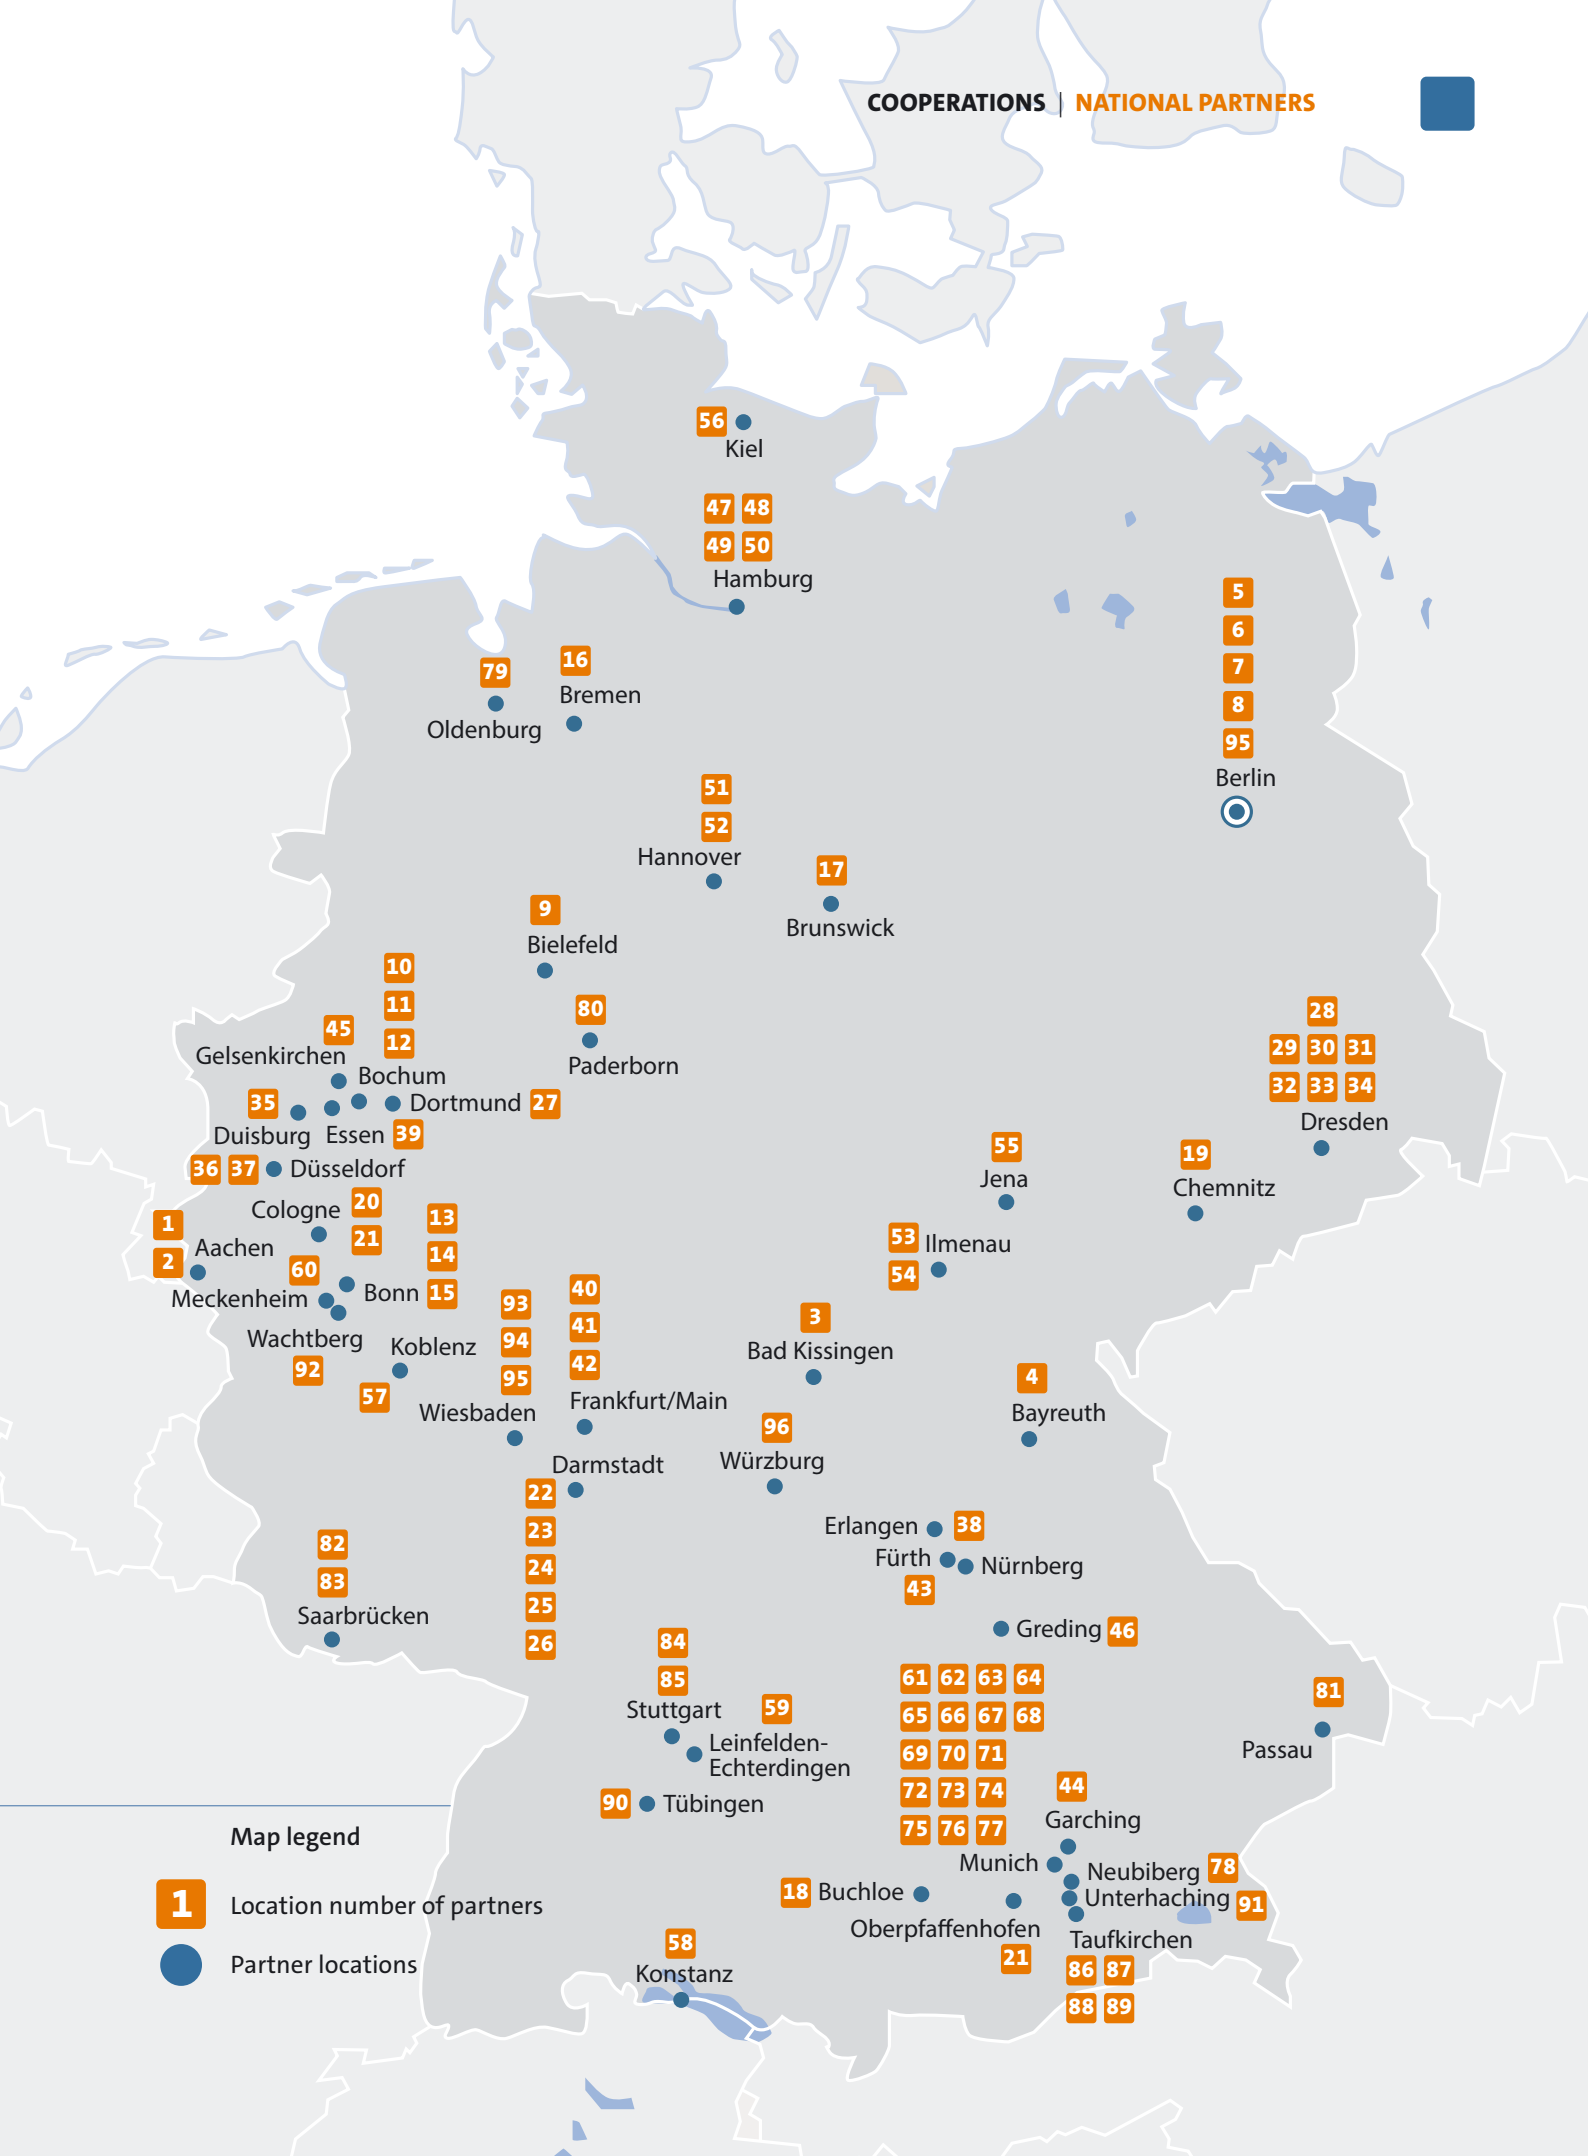 COOPERATIONS | NATIONAL PARTNERS
56
Kiel
47 48
49 50
Hamburg
5
6
7
8
95
Berlin
79
Oldenburg
16
Bremen
51
52
Hannover
17
Brunswick
9
Bielefeld
10
11
12
Bochum
80
Paderborn
45
Gelsenkirchen
35
Duisburg
Essen 39
Dortmund 27
36 37 Düsseldorf
28
29 30 31
32 33 34
Dresden
55
Jena
19
Chemnitz
Cologne 20
21
1
2
Aachen
13
14
Bonn 15
60
Meckenheim
Wachtberg
92
Koblenz
57
53 Ilmenau
54
93
94
95
Wiesbaden
40
41
42
Frankfurt/Main
3
Bad Kissingen
4
Bayreuth
96
Würzburg
Darmstadt
22
23
24
25
26
Erlangen 38
Fürth
43
Nürnberg
82
83
Saarbrücken
Greding 46
84
85
Stuttgart
59
Leinfelden-
Echterdingen
90 Tübingen
61 62 63 64
65 66 67 68
69 70 71
72 73 74
75 76 77
Munich
81
Passau
44
Garching
Neubiberg 78
Unterhaching 91
18 Buchloe
Oberpfaffenhofen
21
Taufkirchen
86 87
88 89
58
Konstanz
Map legend
1 Location number of partners
Partner locations